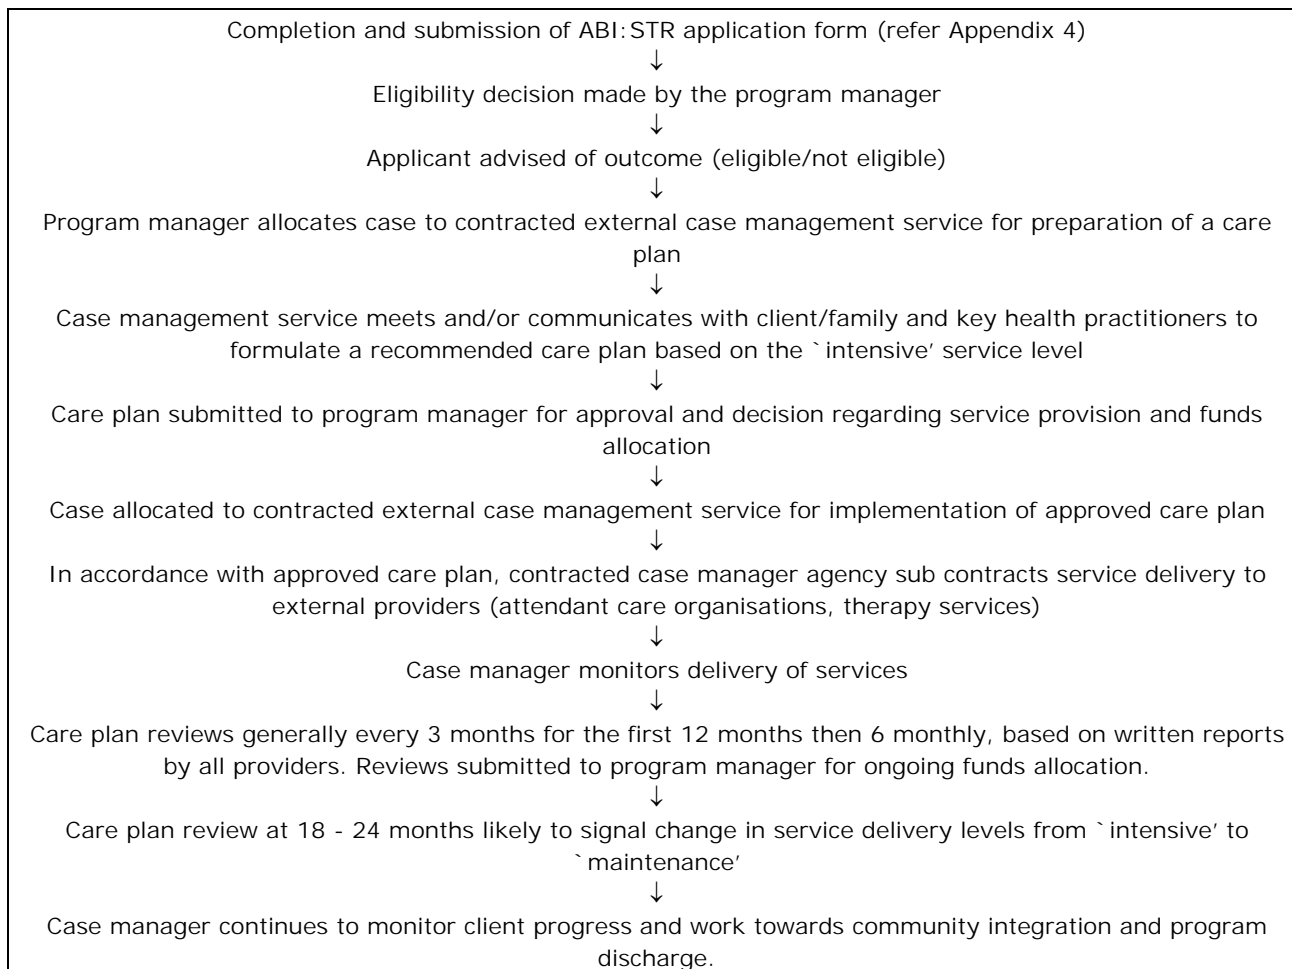 Completion and submission of ABI:STR application form (refer Appendix 4)
↓
Eligibility decision made by the program manager
↓
Applicant advised of outcome (eligible/not eligible)
↓
Program manager allocates case to contracted external case management service for preparation of a care
plan
↓
Case management service meets and/or communicates with client/family and key health practitioners to
formulate a recommended care plan based on the `intensive’ service level
↓
Care plan submitted to program manager for approval and decision regarding service provision and funds
allocation
↓
Case allocated to contracted external case management service for implementation of approved care plan
↓
In accordance with approved care plan, contracted case manager agency sub contracts service delivery to
external providers (attendant care organisations, therapy services)
↓
Case manager monitors delivery of services
↓
Care plan reviews generally every 3 months for the first 12 months then 6 monthly, based on written reports
by all providers. Reviews submitted to program manager for ongoing funds allocation.
↓
Care plan review at 18 - 24 months likely to signal change in service delivery levels from `intensive’ to
`maintenance’
↓
Case manager continues to monitor client progress and work towards community integration and program
discharge.